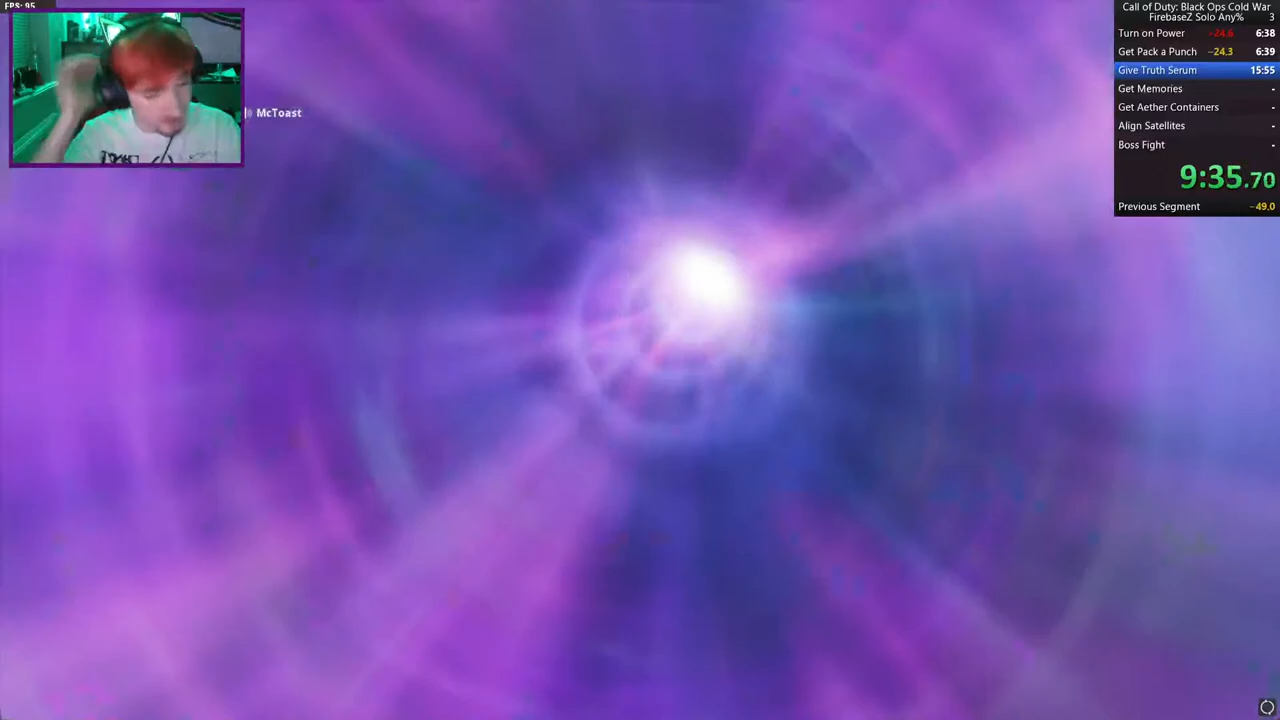 FPS: 95
McToast
Call of Duty: Black Ops Cold War
FirebaseZ Solo Any% 3
Turn on Power -24.6 6:38
Get Pack a Punch -24.3 6:39
Give Truth Serum 15:55
Get Memories -
Get Aether Containers -
Align Satellites -
Boss Fight -
9:35.70
Previous Segment -49.0